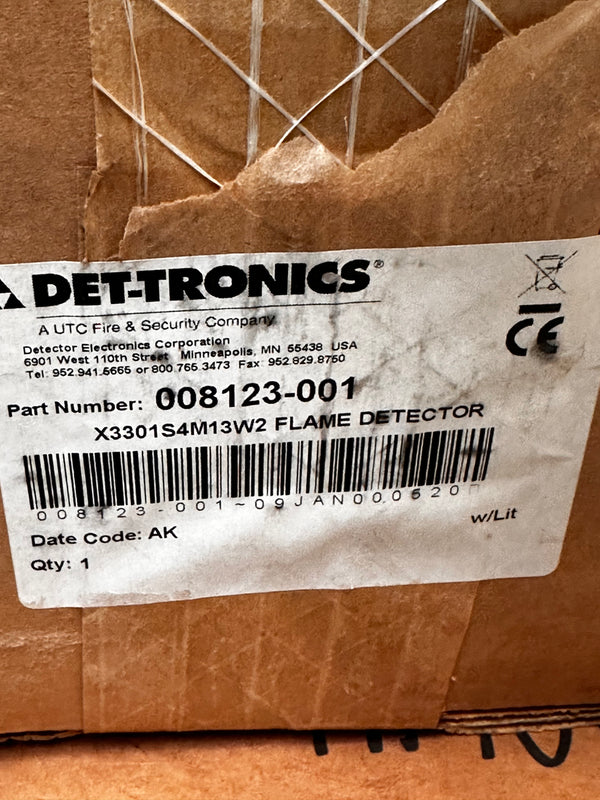 DET-TRONICS®
A UTC Fire & Security Company
Detector Electronics Corporation
6901 West 110th Street Minneapolis, MN 55438 USA
Tel: 952.941.5665 or 800.765.3473 Fax: 952.829.8750
CE
Part Number: 008123-001
X3301S4M13W2 FLAME DETECTOR
008123-001~09JAN000520
w/Lit
Date Code: AK
Qty: 1